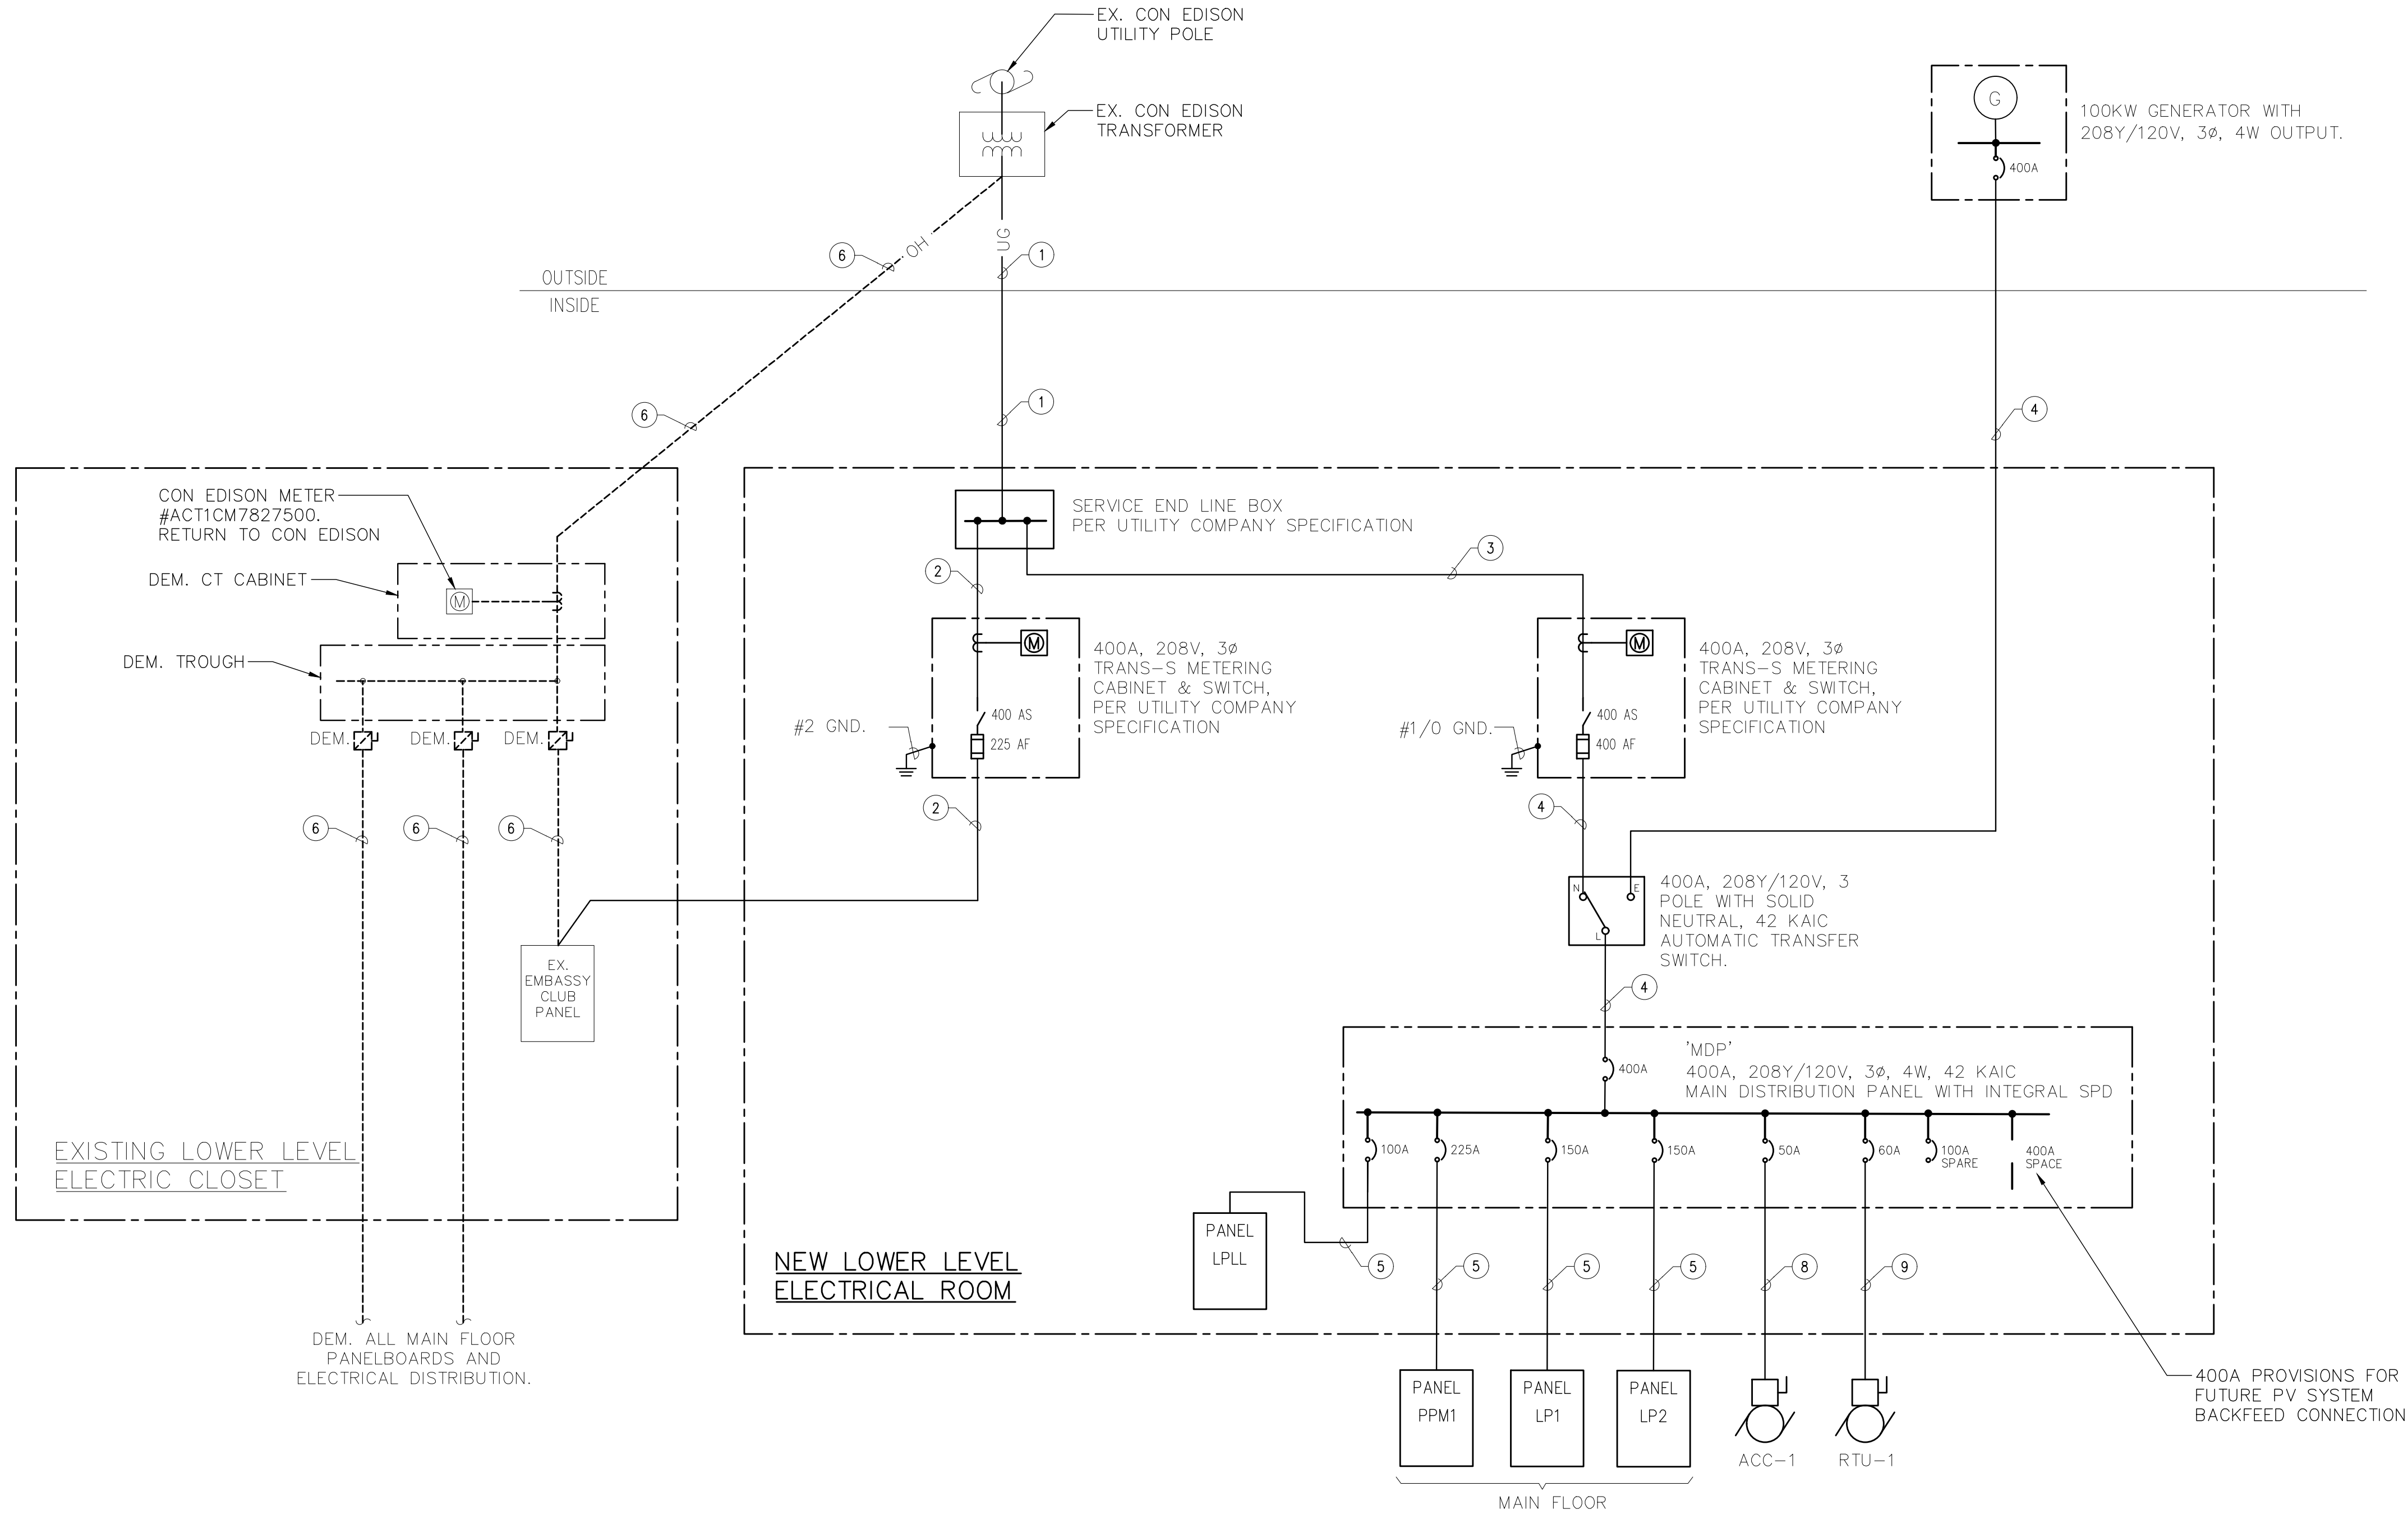 EX. CON EDISON
UTILITY POLE
EX. CON EDISON
TRANSFORMER
G
100KW GENERATOR WITH
208Y/120V, 3ø, 4W OUTPUT.
400A
6
OH
UG
1
OUTSIDE
INSIDE
6
1
4
CON EDISON METER
#ACT1CM7827500.
RETURN TO CON EDISON
DEM. CT CABINET
M
DEM. TROUGH
DEM.
DEM.
DEM.
6
6
6
EX.
EMBASSY
CLUB
PANEL
EXISTING LOWER LEVEL
ELECTRIC CLOSET
DEM. ALL MAIN FLOOR
PANELBOARDS AND
ELECTRICAL DISTRIBUTION.
SERVICE END LINE BOX
PER UTILITY COMPANY SPECIFICATION
2
3
M
400A, 208V, 3ø
TRANS-S METERING
CABINET & SWITCH,
PER UTILITY COMPANY
SPECIFICATION
400 AS
225 AF
#2 GND.
2
M
400A, 208V, 3ø
TRANS-S METERING
CABINET & SWITCH,
PER UTILITY COMPANY
SPECIFICATION
400 AS
400 AF
#1/0 GND.
4
N
E
L
400A, 208Y/120V, 3
POLE WITH SOLID
NEUTRAL, 42 KAIC
AUTOMATIC TRANSFER
SWITCH.
4
'MDP'
400A, 208Y/120V, 3ø, 4W, 42 KAIC
MAIN DISTRIBUTION PANEL WITH INTEGRAL SPD
400A
100A
225A
150A
150A
50A
60A
100A
SPARE
400A
SPACE
PANEL
LPLL
NEW LOWER LEVEL
ELECTRICAL ROOM
5
5
5
5
8
9
PANEL
PPM1
PANEL
LP1
PANEL
LP2
ACC-1
RTU-1
MAIN FLOOR
400A PROVISIONS FOR
FUTURE PV SYSTEM
BACKFEED CONNECTION